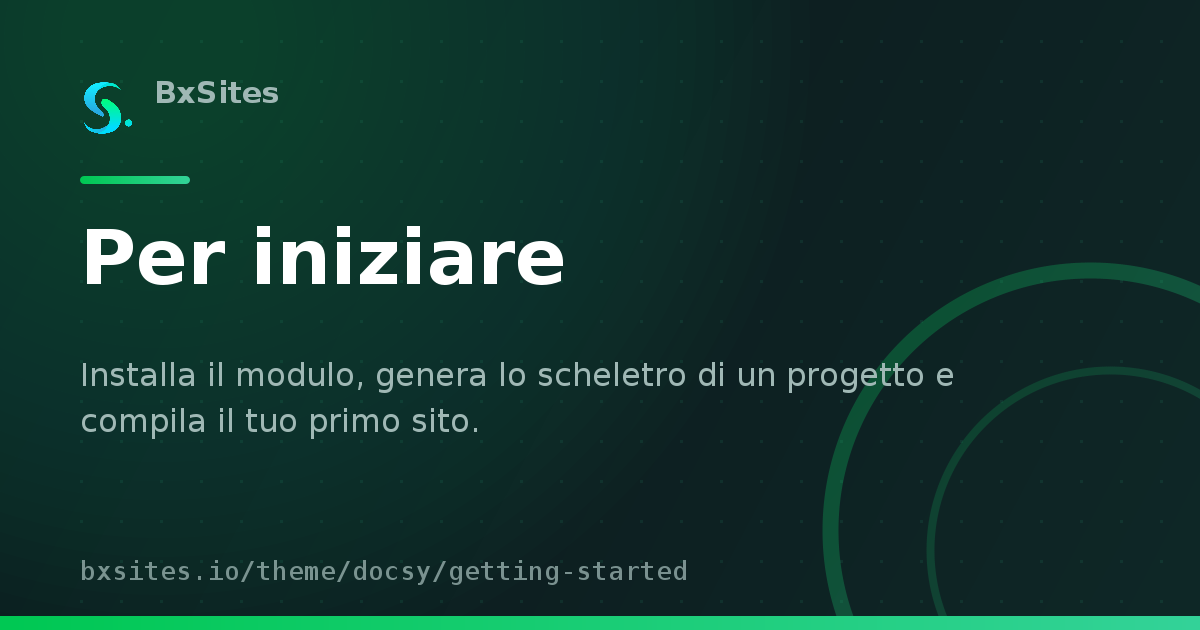 BxSites
Per iniziare
Installa il modulo, genera lo scheletro di un progetto e
compila il tuo primo sito.
bxsites.io/theme/docsy/getting-started